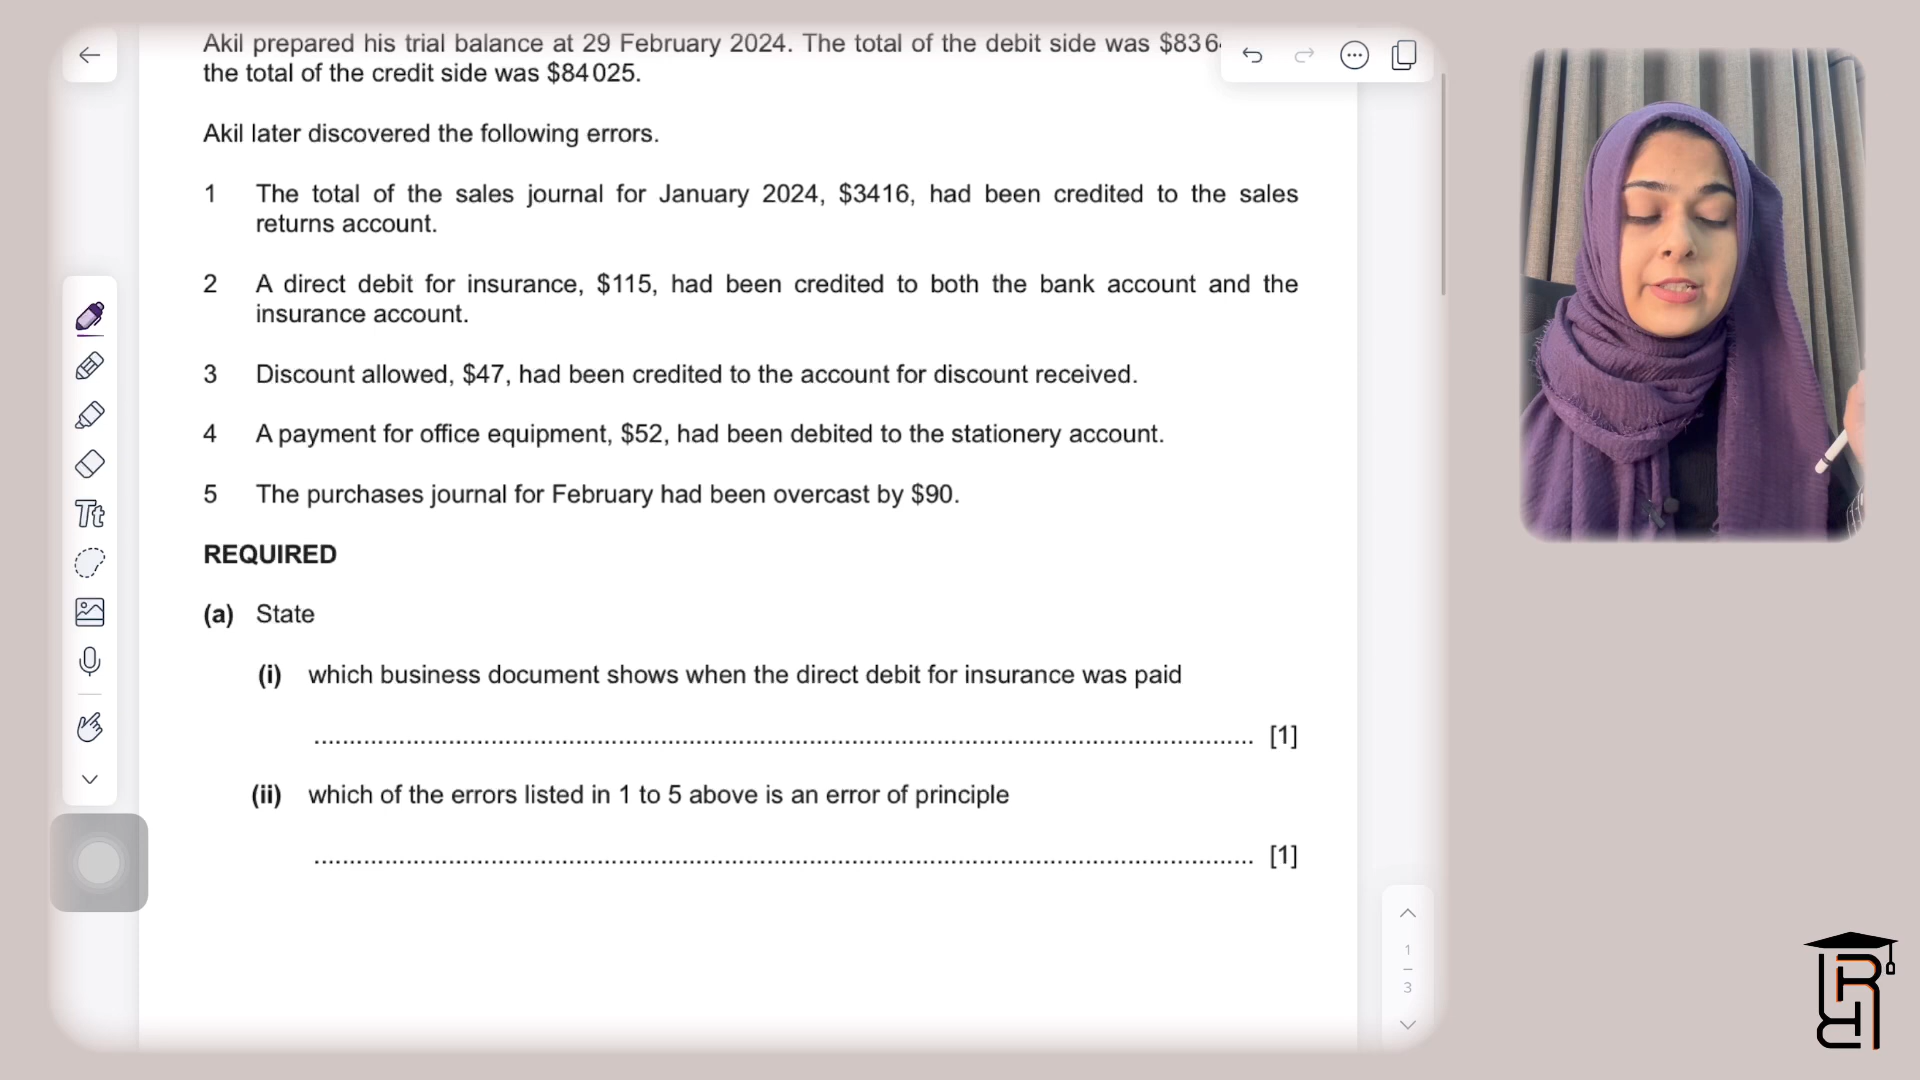 Akil prepared his trial balance at 29 February 2024. The total of the debit side was $836
the total of the credit side was $84025.
Akil later discovered the following errors.
1 The total of the sales journal for January 2024, $3416, had been credited to the sales
returns account.
2 A direct debit for insurance, $115, had been credited to both the bank account and the
insurance account.
3 Discount allowed, $47, had been credited to the account for discount received.
4 A payment for office equipment, $52, had been debited to the stationery account.
5 The purchases journal for February had been overcast by $90.
REQUIRED
(a) State
(i) which business document shows when the direct debit for insurance was paid
.................................................................................................................................... [1]
(ii) which of the errors listed in 1 to 5 above is an error of principle
.................................................................................................................................... [1]
Tt
1
3